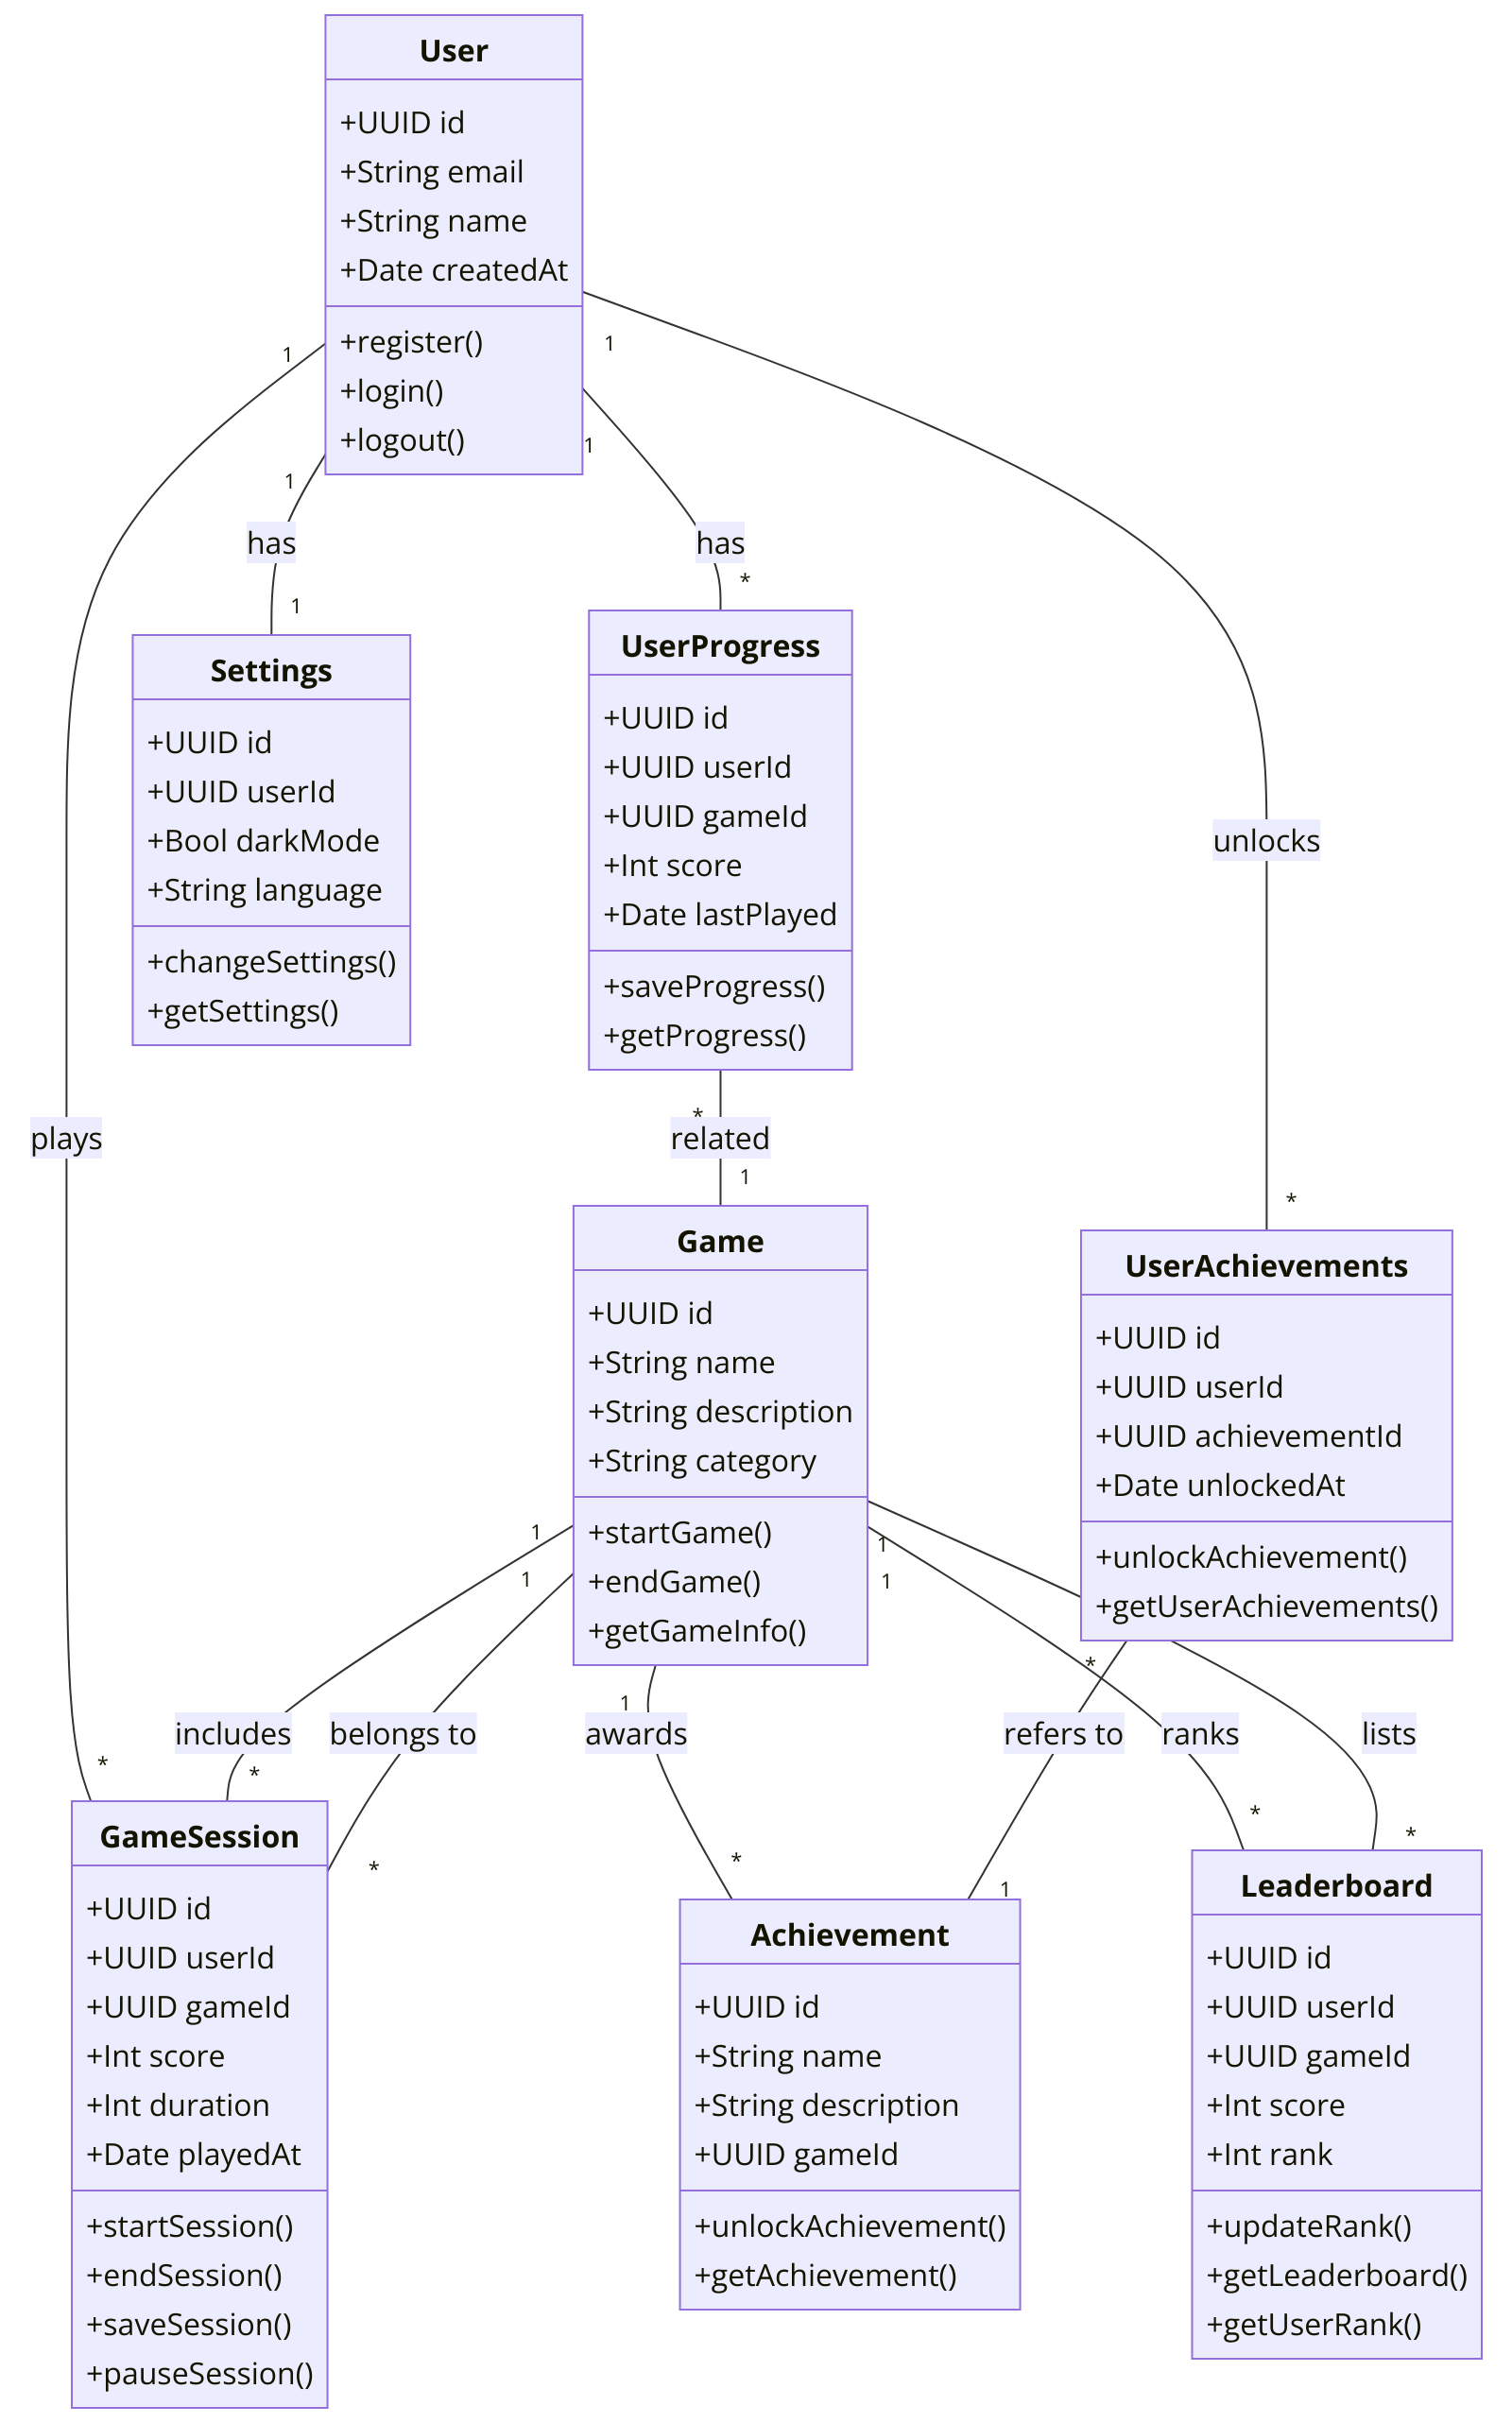 User
+UUID id
+String email
+String name
+Date createdAt
+register()
+login()
+logout()
1
1
1
1
has
has
1
*
Settings
+UUID id
+UUID userId
+Bool darkMode
+String language
+changeSettings()
+getSettings()
UserProgress
+UUID id
+UUID userId
+UUID gameId
+Int score
+Date lastPlayed
+saveProgress()
+getProgress()
unlocks
plays
*
related
1
*
Game
+UUID id
+String name
+String description
+String category
+startGame()
+endGame()
+getGameInfo()
UserAchievements
+UUID id
+UUID userId
+UUID achievementId
+Date unlockedAt
+unlockAchievement()
+getUserAchievements()
1
1
1
1
1
*
includes
belongs to
awards
refers to
ranks
lists
*
*
*
*
*
*
1
GameSession
+UUID id
+UUID userId
+UUID gameId
+Int score
+Int duration
+Date playedAt
+startSession()
+endSession()
+saveSession()
+pauseSession()
Achievement
+UUID id
+String name
+String description
+UUID gameId
+unlockAchievement()
+getAchievement()
Leaderboard
+UUID id
+UUID userId
+UUID gameId
+Int score
+Int rank
+updateRank()
+getLeaderboard()
+getUserRank()